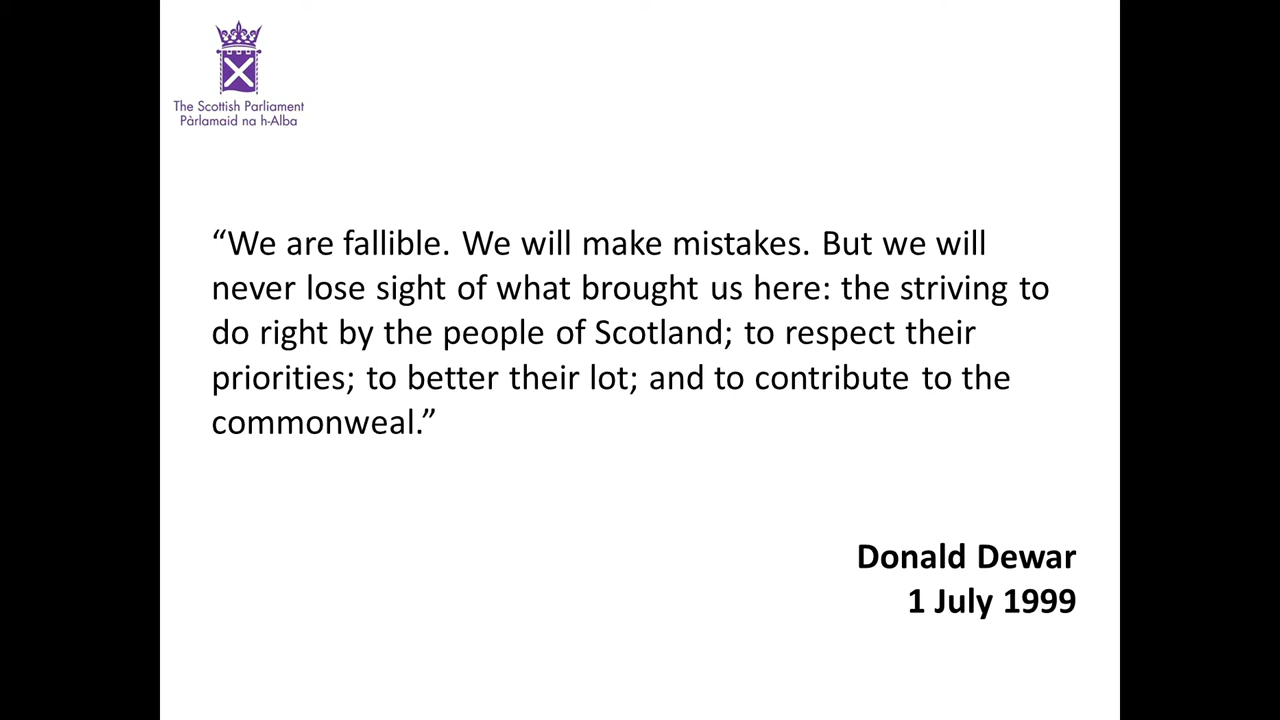 The Scottish Parliament
Pàrlamaid na h-Alba
“We are fallible. We will make mistakes. But we will
never lose sight of what brought us here: the striving to
do right by the people of Scotland; to respect their
priorities; to better their lot; and to contribute to the
commonweal.”
Donald Dewar
1 July 1999